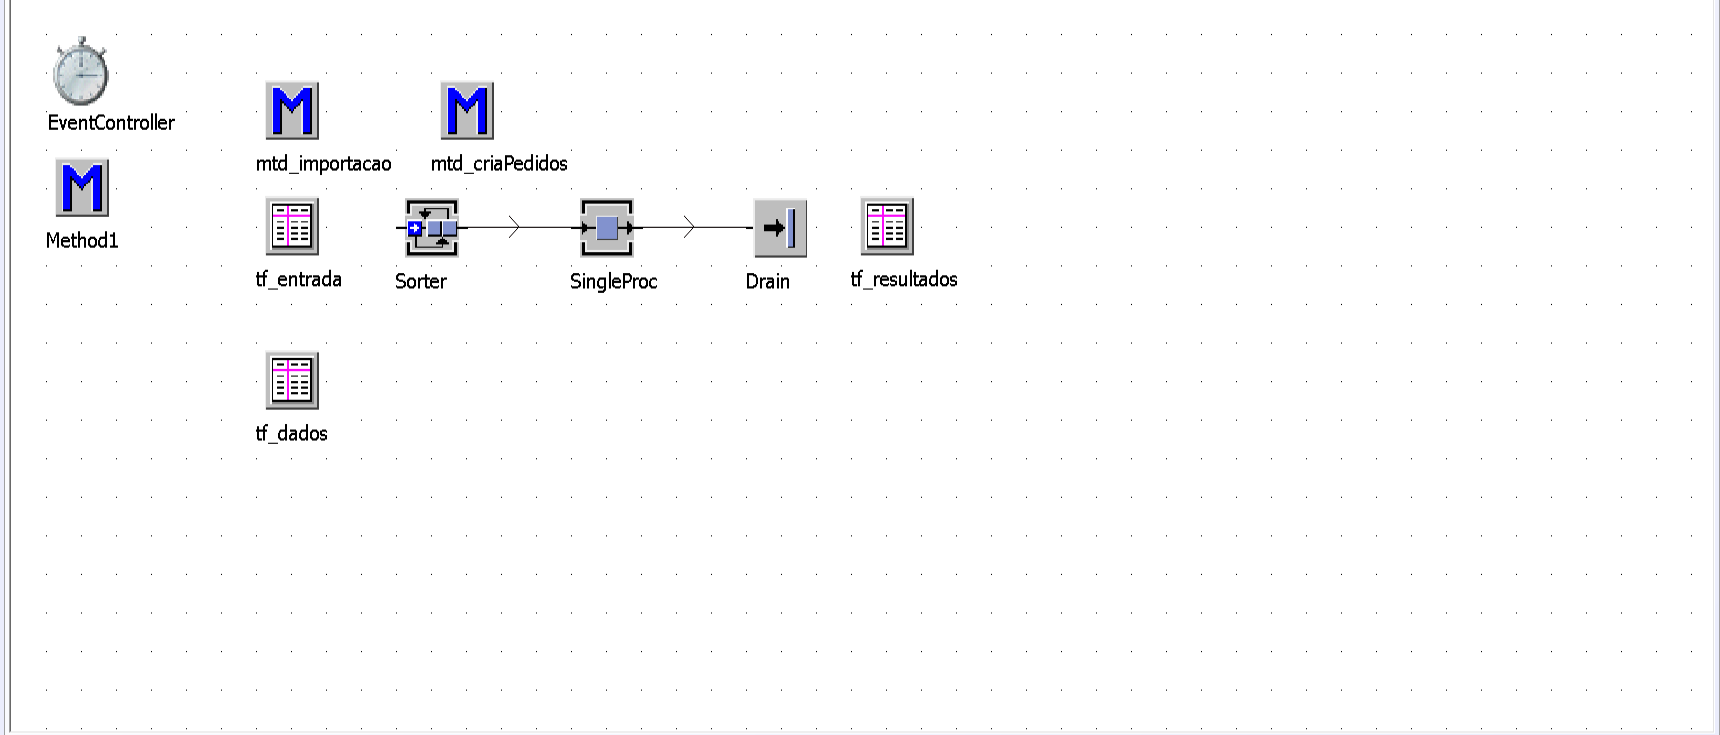 EventController
mtd_importacao
mtd_criaPedidos
Method1
tf_entrada
Sorter
SingleProc
Drain
tf_resultados
tf_dados